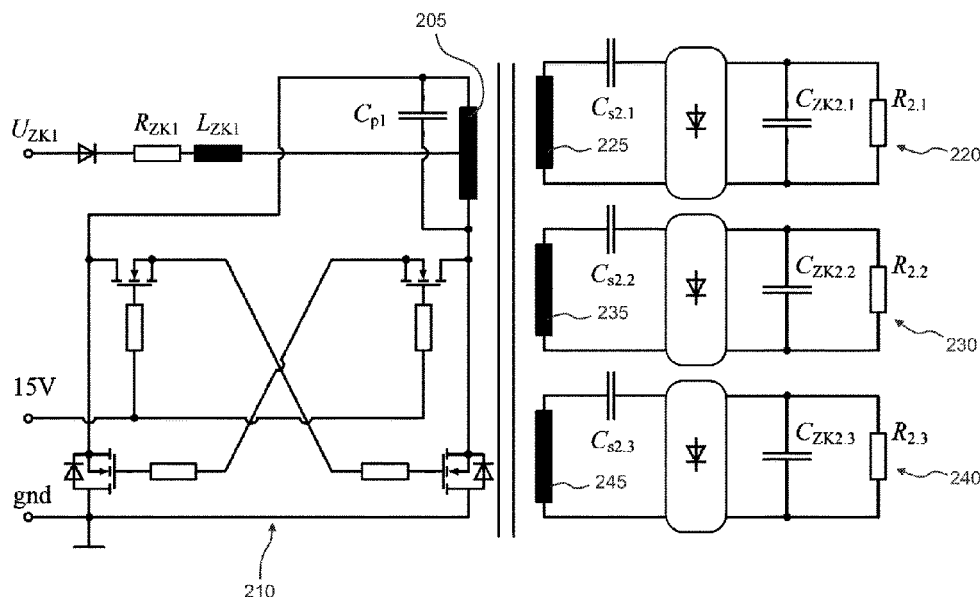 205
U_ZK1
R_ZK1
L_ZK1
C_p1
C_s2.1
225
C_ZK2.1
R_2.1
220
C_s2.2
235
C_ZK2.2
R_2.2
230
15V
C_s2.3
245
C_ZK2.3
R_2.3
240
gnd
210